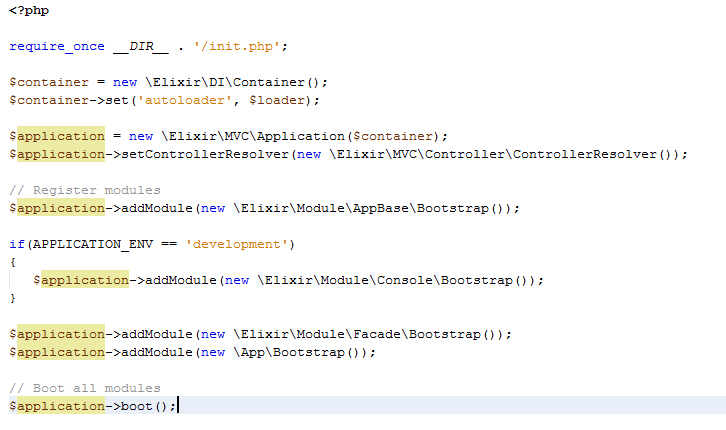 <?php
require_once __DIR__ . '/init.php';
$container = new \Elixir\DI\Container();
$container->set('autoloader', $loader);
$application = new \Elixir\MVC\Application($container);
$application->setControllerResolver(new \Elixir\MVC\Controller\ControllerResolver());
// Register modules
$application->addModule(new \Elixir\Module\AppBase\Bootstrap());
if(APPLICATION_ENV == 'development')
{
   $application->addModule(new \Elixir\Module\Console\Bootstrap());
}
$application->addModule(new \Elixir\Module\Facade\Bootstrap());
$application->addModule(new \App\Bootstrap());
// Boot all modules
$application->boot();